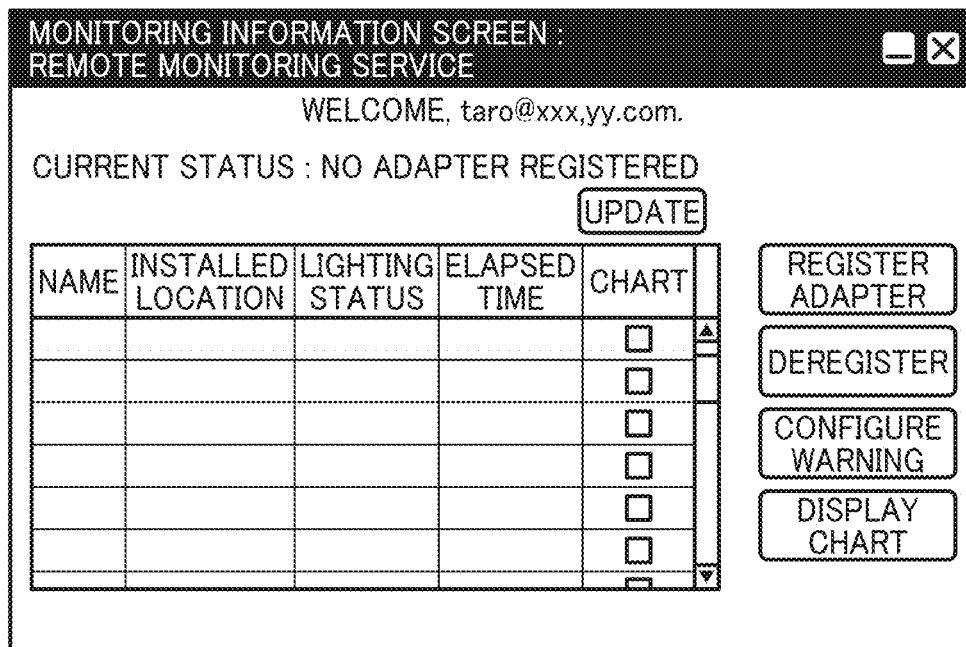 MONITORING INFORMATION SCREEN :
REMOTE MONITORING SERVICE
WELCOME, taro@xxx,yy.com.
CURRENT STATUS : NO ADAPTER REGISTERED
UPDATE
NAME
INSTALLED
LOCATION
LIGHTING
STATUS
ELAPSED
TIME
CHART
REGISTER
ADAPTER
DEREGISTER
CONFIGURE
WARNING
DISPLAY
CHART